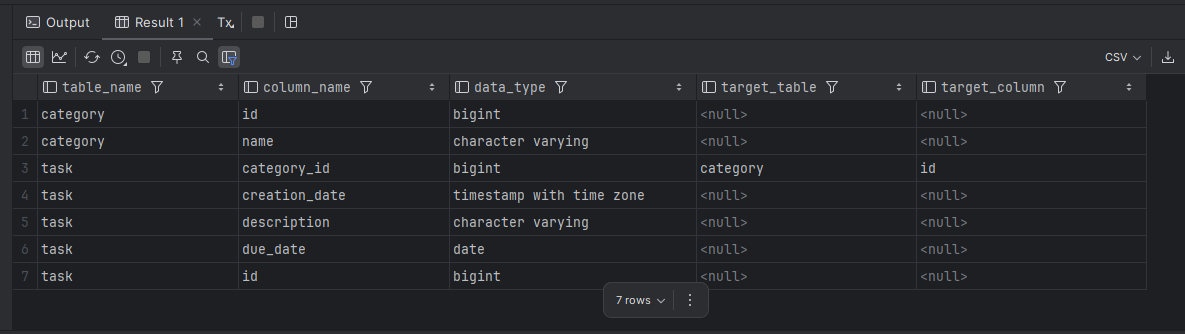 Output Result 1 × Tx
CSV
table_name column_name data_type target_table target_column
1 category id bigint <null> <null>
2 category name character varying <null> <null>
3 task category_id bigint category id
4 task creation_date timestamp with time zone <null> <null>
5 task description character varying <null> <null>
6 task due_date date <null> <null>
7 task id bigint <null> <null>
7 rows